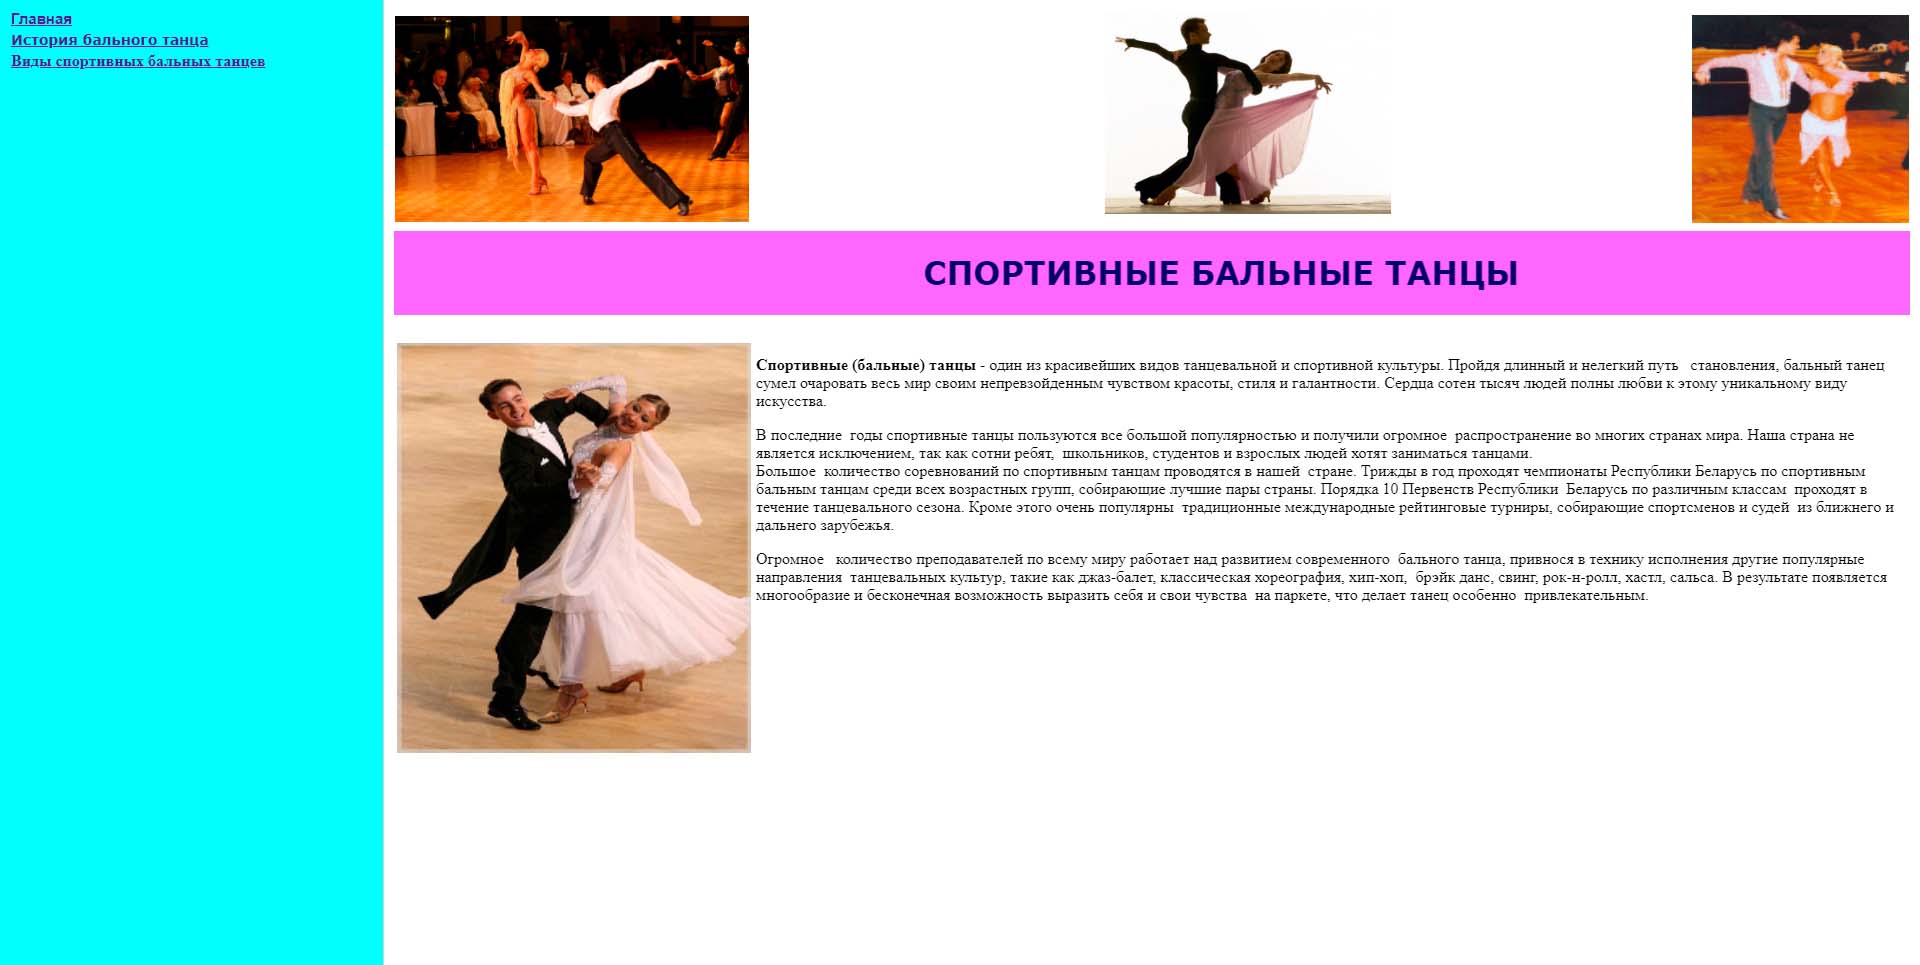 Главная
История бального танца
Виды спортивных бальных танцев
СПОРТИВНЫЕ БАЛЬНЫЕ ТАНЦЫ
Спортивные (бальные) танцы - один из красивейших видов танцевальной и спортивной культуры. Пройдя длинный и нелегкий путь становления, бальный танец
сумел очаровать весь мир своим непревзойденным чувством красоты, стиля и галантности. Сердца сотен тысяч людей полны любви к этому уникальному виду
искусства.
В последние годы спортивные танцы пользуются все большой популярностью и получили огромное распространение во многих странах мира. Наша страна не
является исключением, так как сотни ребят, школьников, студентов и взрослых людей хотят заниматься танцами.
Большое количество соревнований по спортивным танцам проводятся в нашей стране. Трижды в год проходят чемпионаты Республики Беларусь по спортивным
бальным танцам среди всех возрастных групп, собирающие лучшие пары страны. Порядка 10 Первенств Республики Беларусь по различным классам проходят в
течение танцевального сезона. Кроме этого очень популярны традиционные международные рейтинговые турниры, собирающие спортсменов и судей из ближнего и
дальнего зарубежья.
Огромное количество преподавателей по всему миру работает над развитием современного бального танца, привнося в технику исполнения другие популярные
направления танцевальных культур, такие как джаз-балет, классическая хореография, хип-хоп, брэйк данс, свинг, рок-н-ролл, хастл, сальса. В результате появляется
многообразие и бесконечная возможность выразить себя и свои чувства на паркете, что делает танец особенно привлекательным.